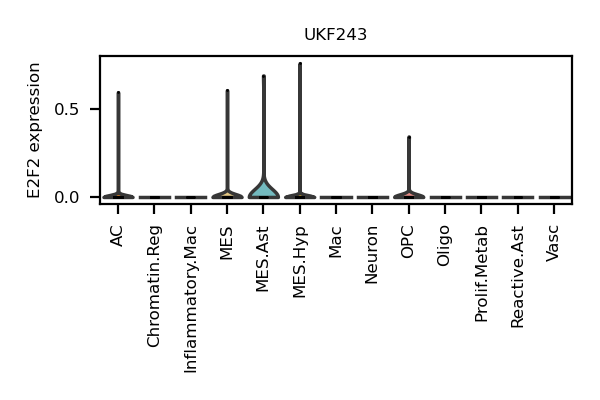 UKF243
E2F2 expression
0.5
0.0
AC
Chromatin.Reg
Inflammatory.Mac
MES
MES.Ast
MES.Hyp
Mac
Neuron
OPC
Oligo
Prolif.Metab
Reactive.Ast
Vasc